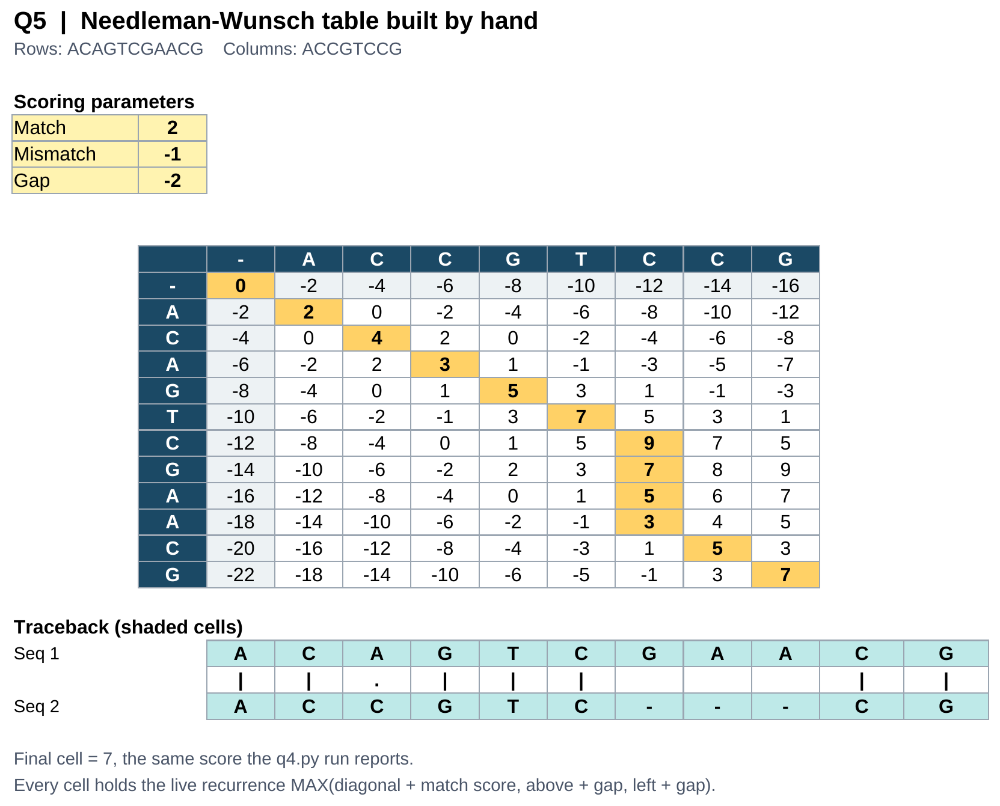 Q5 | Needleman-Wunsch table built by hand
Rows: ACAGTCGAACG Columns: ACCGTCCG
Scoring parameters
Match 2
Mismatch -1
Gap -2
- A C C G T C C G
- 0 -2 -4 -6 -8 -10 -12 -14 -16
A -2 2 0 -2 -4 -6 -8 -10 -12
C -4 0 4 2 0 -2 -4 -6 -8
A -6 -2 2 3 1 -1 -3 -5 -7
G -8 -4 0 1 5 3 1 -1 -3
T -10 -6 -2 -1 3 7 5 3 1
C -12 -8 -4 0 1 5 9 7 5
G -14 -10 -6 -2 2 3 7 8 9
A -16 -12 -8 -4 0 1 5 6 7
A -18 -14 -10 -6 -2 -1 3 4 5
C -20 -16 -12 -8 -4 -3 1 5 3
G -22 -18 -14 -10 -6 -5 -1 3 7
Traceback (shaded cells)
Seq 1 A C A G T C G A A C G
| | . | | | | |
Seq 2 A C C G T C - - - C G
Final cell = 7, the same score the q4.py run reports.
Every cell holds the live recurrence MAX(diagonal + match score, above + gap, left + gap).